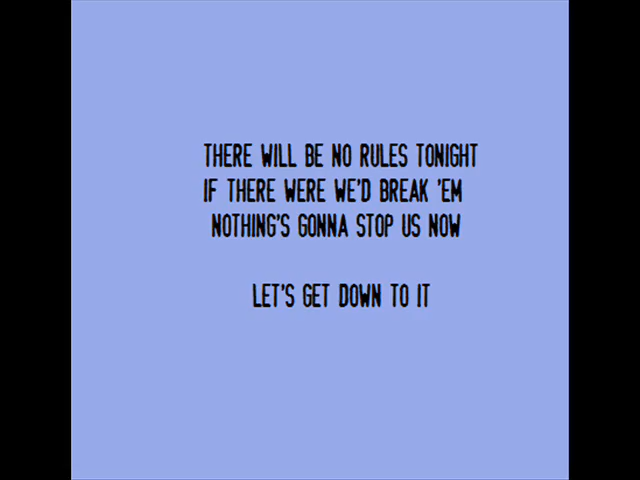 THERE WILL BE NO RULES TONIGHT
IF THERE WERE WE'D BREAK 'EM
NOTHING'S GONNA STOP US NOW
LET'S GET DOWN TO IT